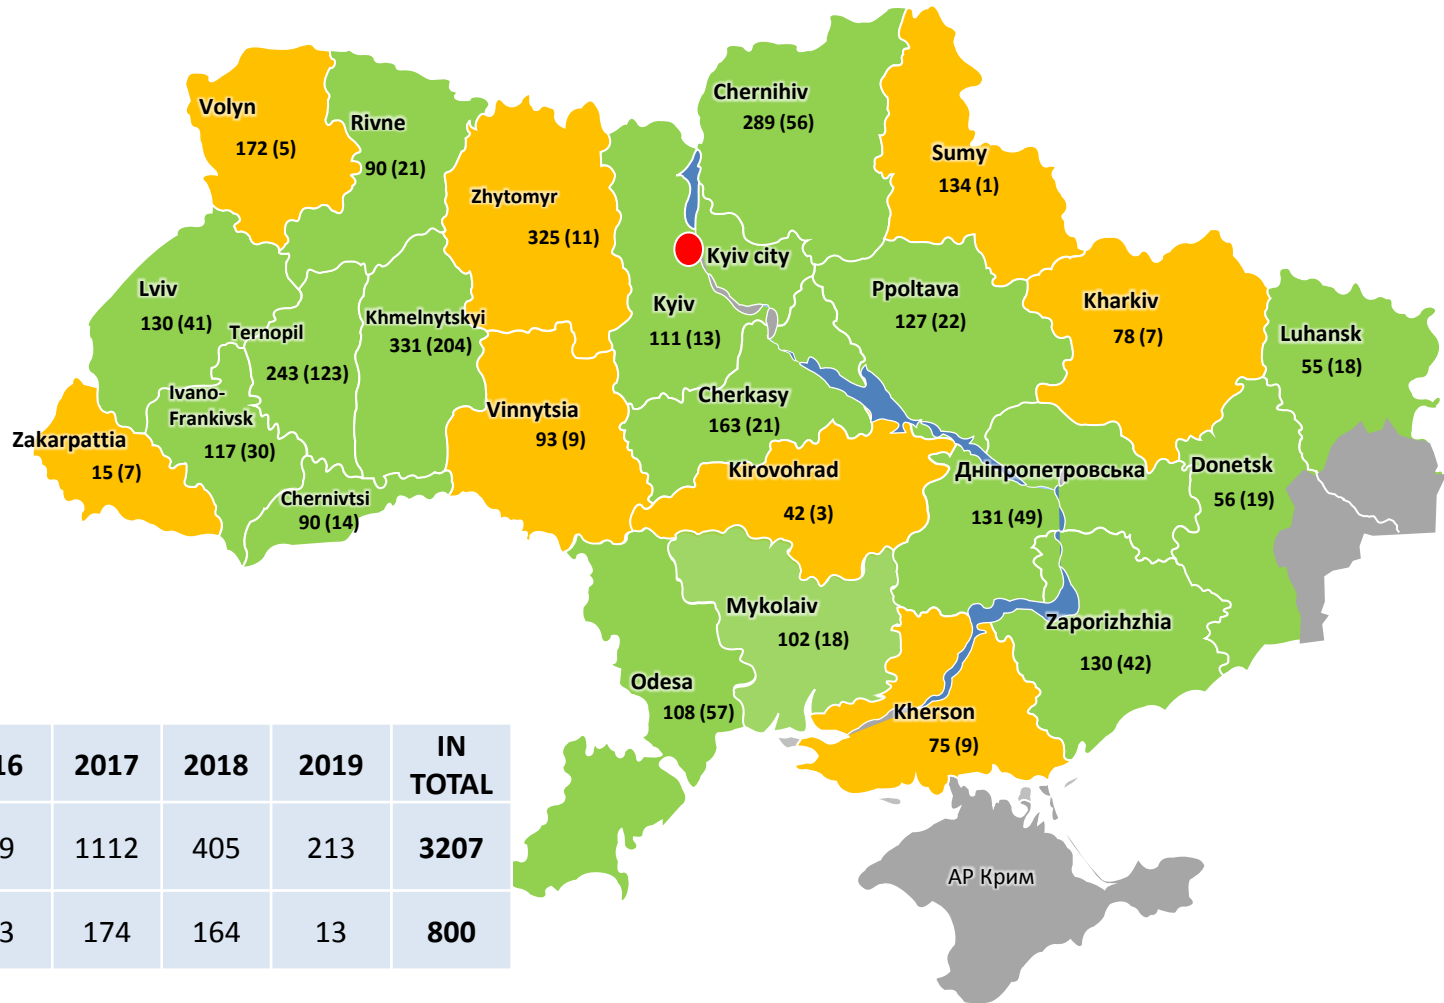 Volyn
172 (5)
Rivne
90 (21)
Zhytomyr
325 (11)
Chernihiv
289 (56)
Sumy
134 (1)
Kyiv city
Kyiv
111 (13)
Ppoltava
127 (22)
Kharkiv
78 (7)
Luhansk
55 (18)
Lviv
130 (41)
Ternopil
243 (123)
Khmelnytskyi
331 (204)
Ivano-
Frankivsk
117 (30)
Zakarpattia
15 (7)
Chernivtsi
90 (14)
Vinnytsia
93 (9)
Cherkasy
163 (21)
Kirovohrad
42 (3)
Дніпропетровська
131 (49)
Donetsk
56 (19)
Mykolaiv
102 (18)
Zaporizhzhia
130 (42)
Odesa
108 (57)
Kherson
75 (9)
АР Крим
16 2017 2018 2019 IN
TOTAL
9 1112 405 213 3207
3 174 164 13 800